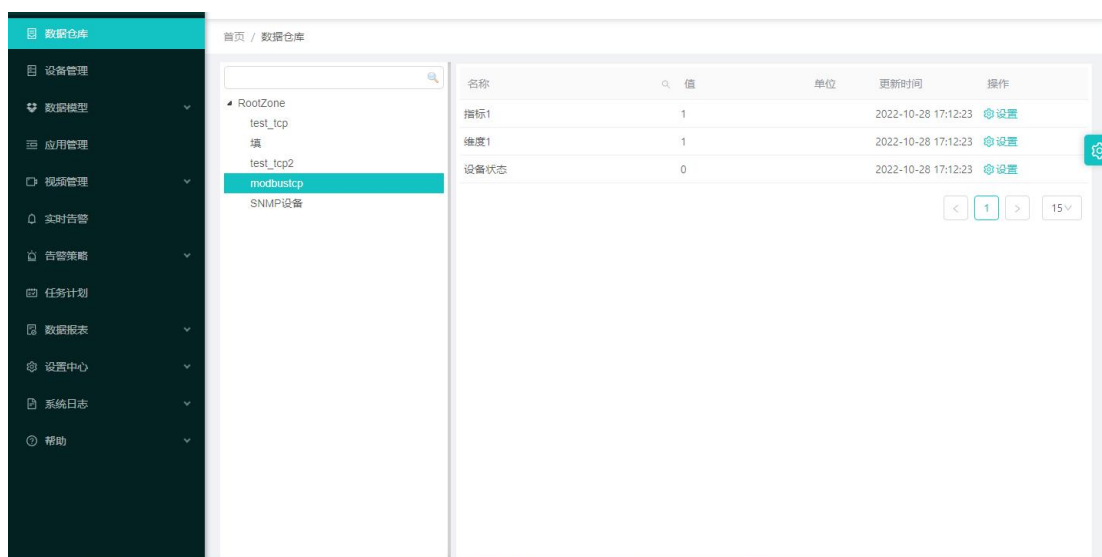 数据仓库
设备管理
数据模型
应用管理
视频管理
实时告警
告警策略
任务计划
数据报表
设置中心
系统日志
帮助
首页 / 数据仓库
RootZone
test_tcp
填
test_tcp2
modbustcp
SNMP设备
名称 值 单位 更新时间 操作
指标1 1 2022-10-28 17:12:23 设置
维度1 1 2022-10-28 17:12:23 设置
设备状态 0 2022-10-28 17:12:23 设置
< 1 > 15